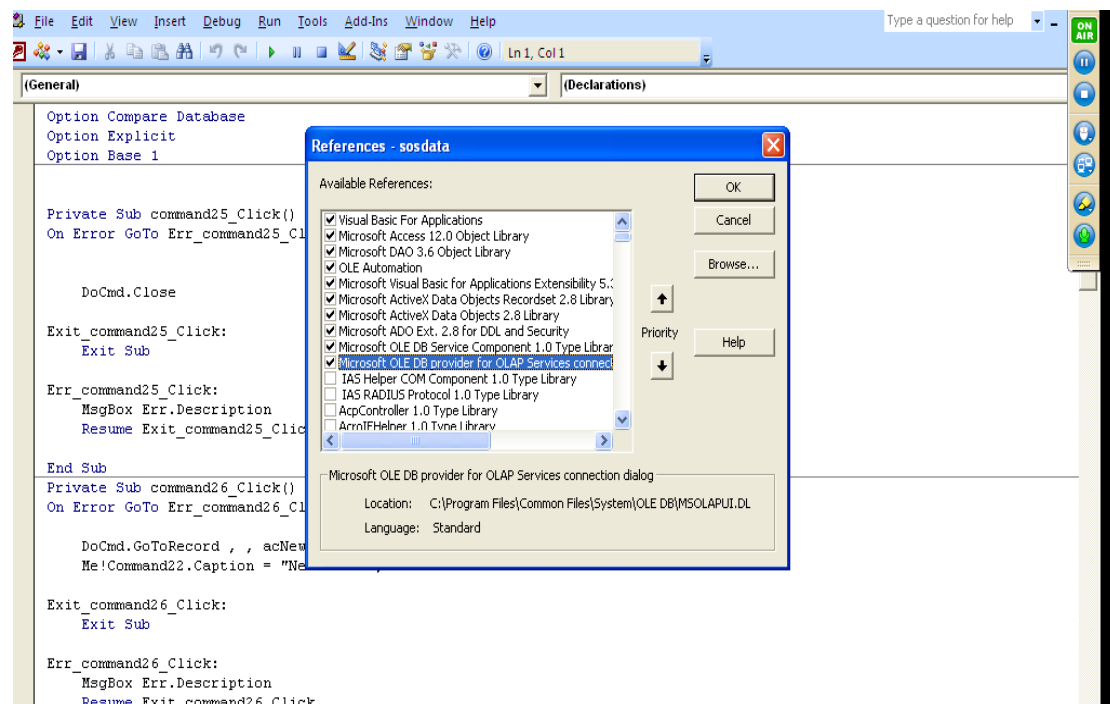 File Edit View Insert Debug Run Tools Add-Ins Window Help Type a question for help
Ln 1, Col 1
ON AIR
(General) (Declarations)
Option Compare Database
Option Explicit
Option Base 1
Private Sub command25_Click()
On Error GoTo Err_command25_Cl
DoCmd.Close
Exit_command25_Click:
Exit Sub
Err_command25_Click:
MsgBox Err.Description
Resume Exit_command25_Clic
End Sub
Private Sub command26_Click()
On Error GoTo Err_command26_Cl
DoCmd.GoToRecord , , acNew
Me!Command22.Caption = "Ne
Exit_command26_Click:
Exit Sub
Err_command26_Click:
MsgBox Err.Description
Resume Exit_command26_Click
References - sosdata
Available References:
Visual Basic For Applications
Microsoft Access 12.0 Object Library
Microsoft DAO 3.6 Object Library
OLE Automation
Microsoft Visual Basic for Applications Extensibility 5.3
Microsoft ActiveX Data Objects Recordset 2.8 Library
Microsoft ActiveX Data Objects 2.8 Library
Microsoft ADO Ext. 2.8 for DDL and Security
Microsoft OLE DB Service Component 1.0 Type Librar
Microsoft OLE DB provider for OLAP Services connect
IAS Helper COM Component 1.0 Type Library
IAS RADIUS Protocol 1.0 Type Library
AcpController 1.0 Type Library
AcroIEHelper 1.0 Type Library
OK
Cancel
Browse...
Priority
Help
Microsoft OLE DB provider for OLAP Services connection dialog
Location: C:\Program Files\Common Files\System\OLE DB\MSOLAPUI.DL
Language: Standard